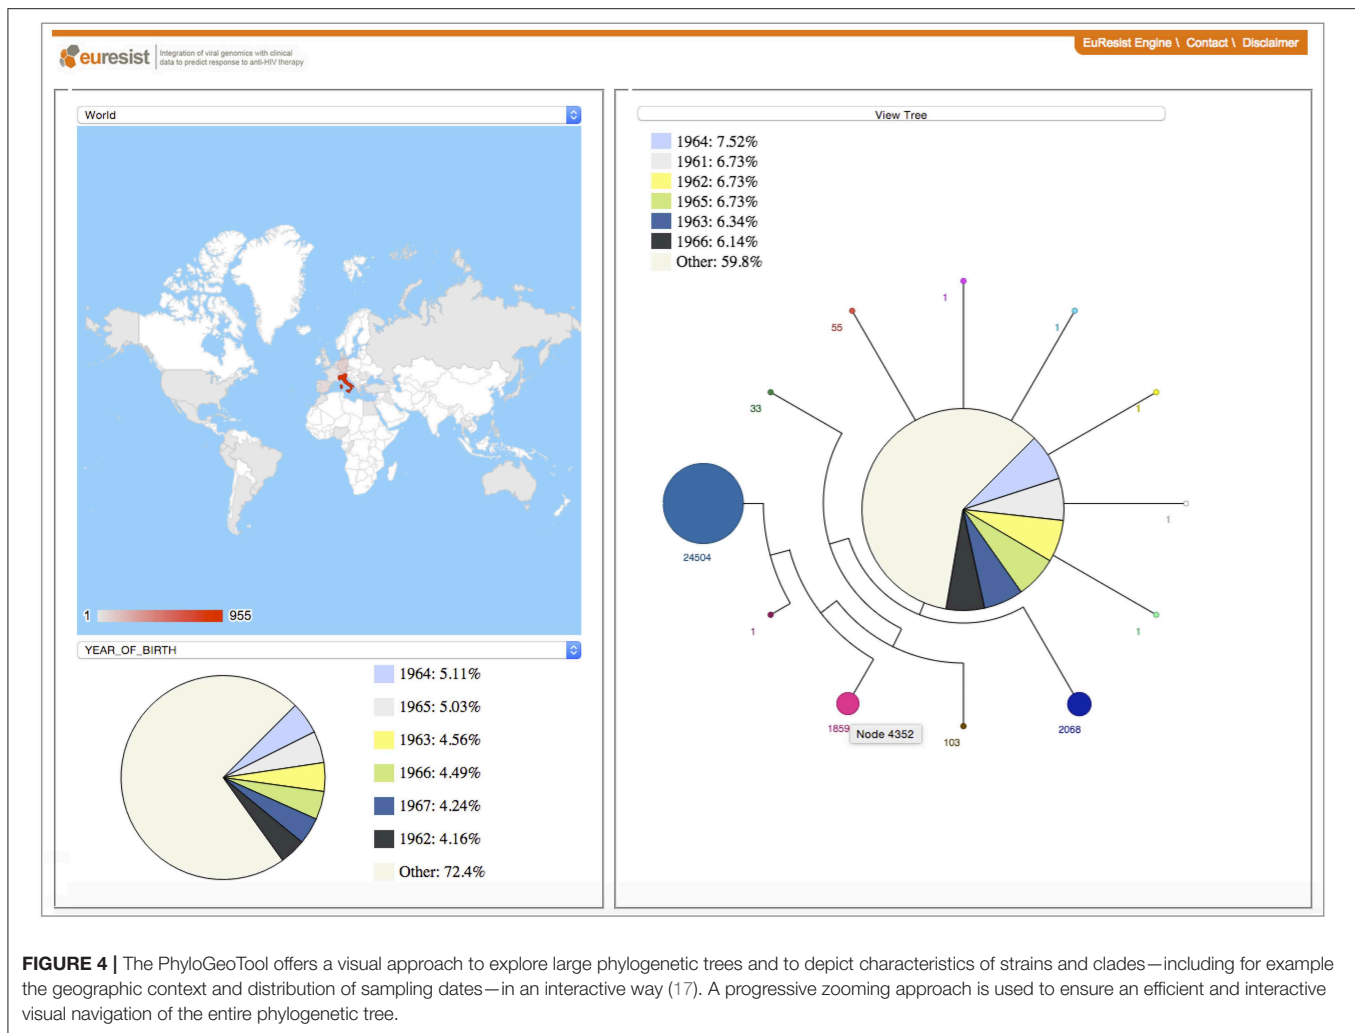 euresist
Integration of viral genomics with clinical
data to predict response to anti-HIV therapy
EuResist Engine \ Contact \ Disclaimer
World
1
955
YEAR_OF_BIRTH
1964: 5.11%
1965: 5.03%
1963: 4.56%
1966: 4.49%
1967: 4.24%
1962: 4.16%
Other: 72.4%
View Tree
1964: 7.52%
1961: 6.73%
1962: 6.73%
1965: 6.73%
1963: 6.34%
1966: 6.14%
Other: 59.8%
1
55
1
33
1
1
24504
1
1
1859
Node 4352
103
2068
FIGURE 4 | The PhyloGeoTool offers a visual approach to explore large phylogenetic trees and to depict characteristics of strains and clades—including for example
the geographic context and distribution of sampling dates—in an interactive way (17). A progressive zooming approach is used to ensure an efficient and interactive
visual navigation of the entire phylogenetic tree.